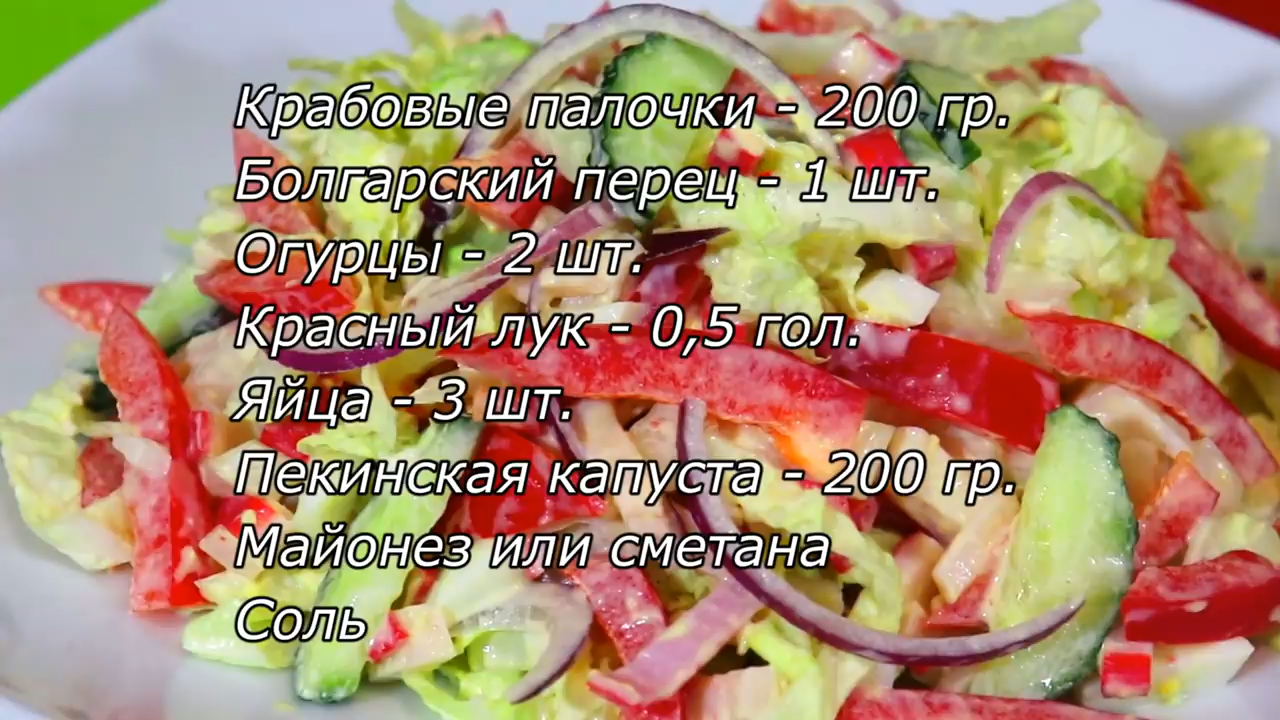 Крабовые палочки - 200 гр.
Болгарский перец - 1 шт.
Огурцы - 2 шт.
Красный лук - 0,5 гол.
Яйца - 3 шт.
Пекинская капуста - 200 гр.
Майонез или сметана
Соль